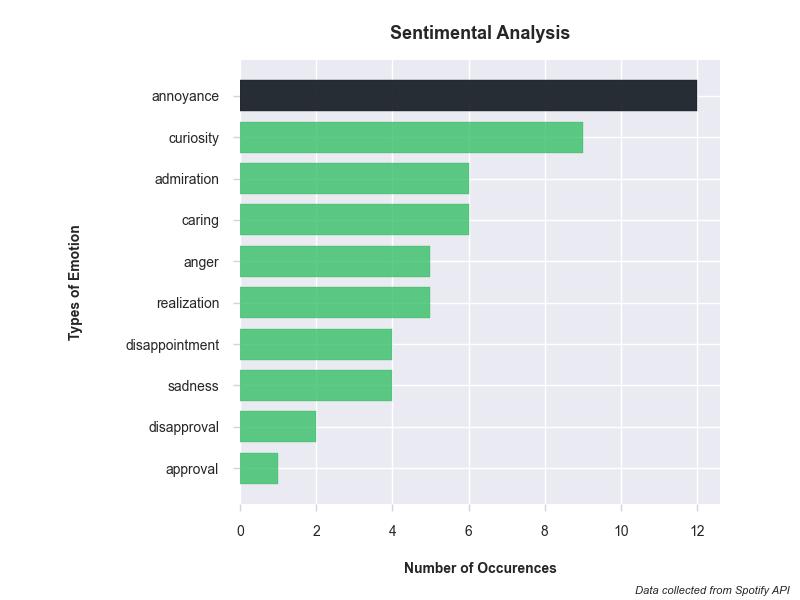 Sentimental Analysis
Types of Emotion
annoyance
curiosity
admiration
caring
anger
realization
disappointment
sadness
disapproval
approval
0 2 4 6 8 10 12
Number of Occurences
Data collected from Spotify API